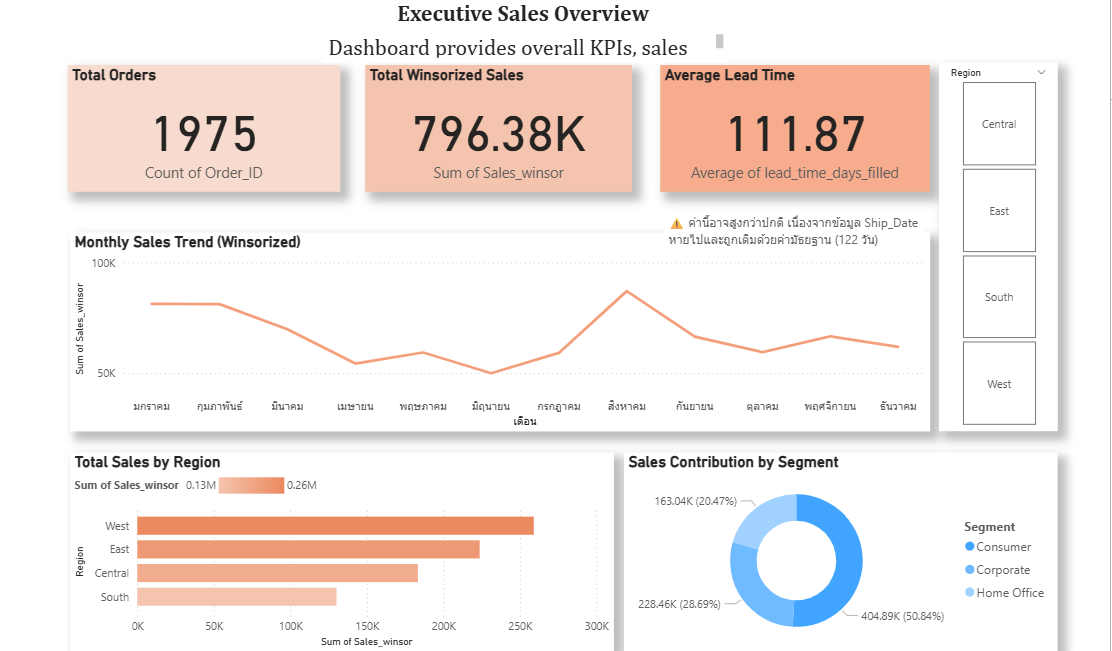 Executive Sales Overview
Dashboard provides overall KPIs, sales
Total Orders
1975
Count of Order_ID
Total Winsorized Sales
796.38K
Sum of Sales_winsor
Average Lead Time
111.87
Average of lead_time_days_filled
⚠️ ค่านี้อาจสูงกว่าปกติ เนื่องจากข้อมูล Ship_Date
หายไปและถูกเติมด้วยค่ามัธยฐาน (122 วัน)
Region
Central
East
South
West
Monthly Sales Trend (Winsorized)
Sum of Sales_winsor
100K
50K
มกราคม กุมภาพันธ์ มีนาคม เมษายน พฤษภาคม มิถุนายน กรกฎาคม สิงหาคม กันยายน ตุลาคม พฤศจิกายน ธันวาคม
เดือน
Total Sales by Region
Sum of Sales_winsor 0.13M 0.26M
Region
West
East
Central
South
0K 50K 100K 150K 200K 250K 300K
Sum of Sales_winsor
Sales Contribution by Segment
163.04K (20.47%)
228.46K (28.69%)
404.89K (50.84%)
Segment
Consumer
Corporate
Home Office